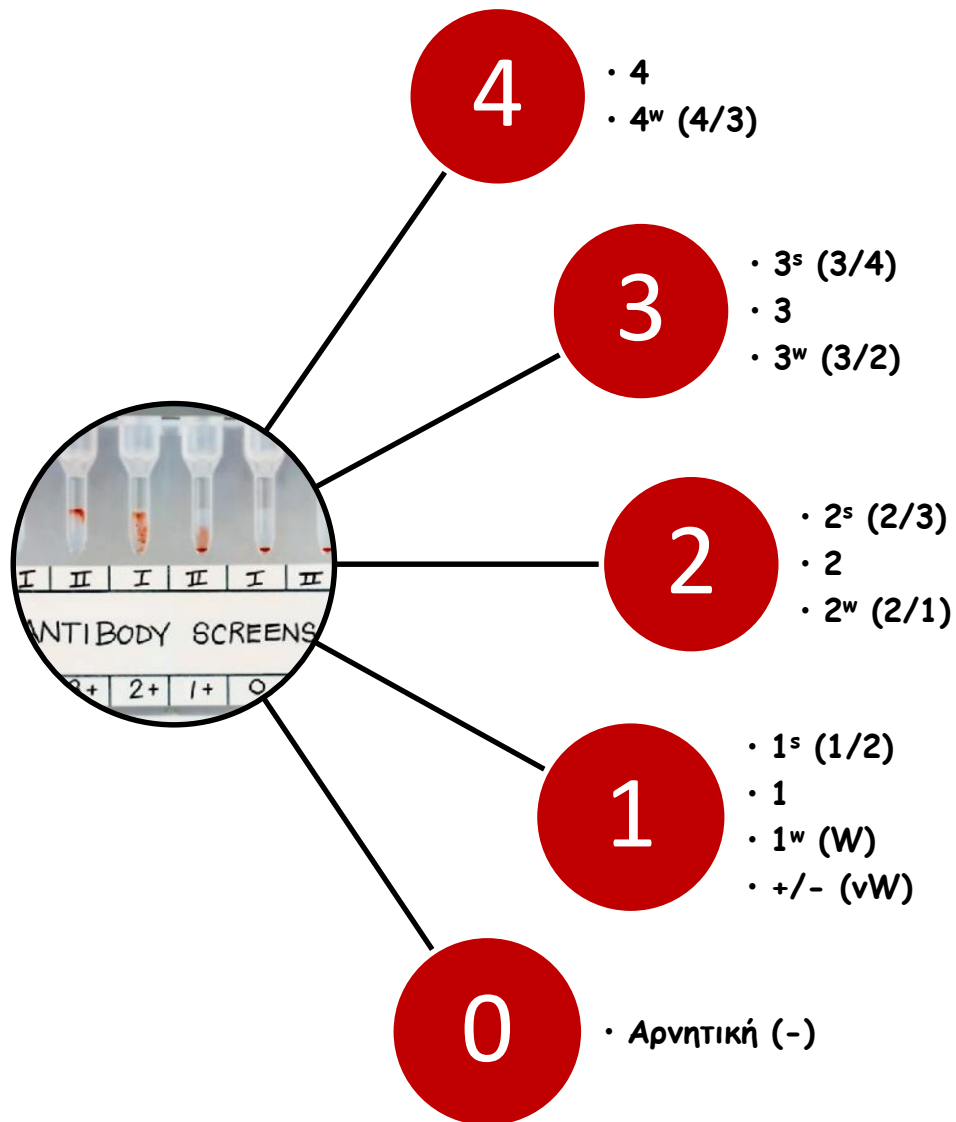 4
· 4
· 4ʷ (4/3)
3
· 3ˢ (3/4)
· 3
· 3ʷ (3/2)
2
· 2ˢ (2/3)
· 2
· 2ʷ (2/1)
1
· 1ˢ (1/2)
· 1
· 1ʷ (W)
· +/- (vW)
0
· Αρνητική (-)
I II I II I II
ANTIBODY SCREENS
3+ 2+ 1+ 0